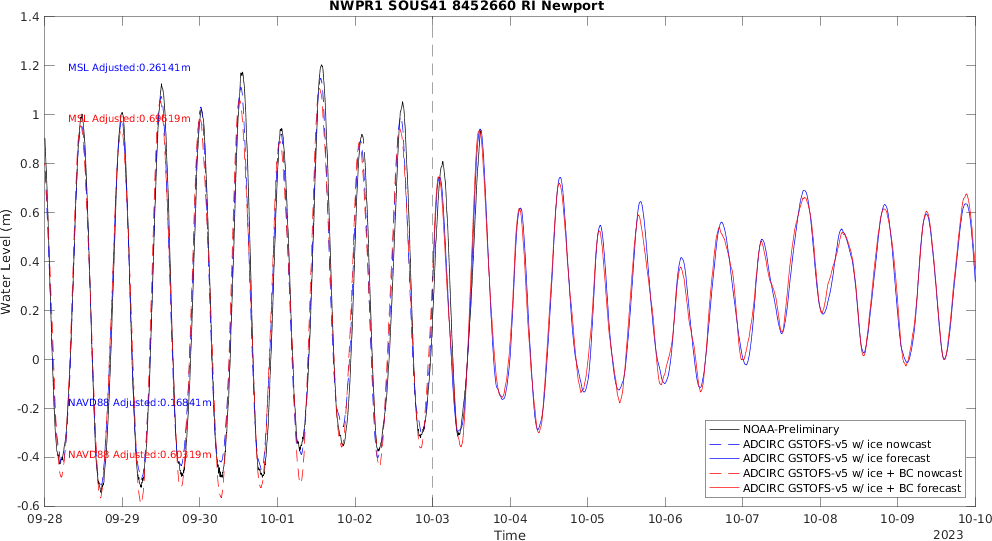 NWPR1 SOUS41 8452660 RI Newport
1.4
1.2
1
0.8
0.6
0.4
0.2
0
-0.2
-0.4
-0.6
Water Level (m)
MSL Adjusted:0.26141m
MSL Adjusted:0.69619m
NAVD88 Adjusted:0.16841m
NAVD88 Adjusted:0.60319m
NOAA-Preliminary
ADCIRC GSTOFS-v5 w/ ice nowcast
ADCIRC GSTOFS-v5 w/ ice forecast
ADCIRC GSTOFS-v5 w/ ice + BC nowcast
ADCIRC GSTOFS-v5 w/ ice + BC forecast
09-28 09-29 09-30 10-01 10-02 10-03 10-04 10-05 10-06 10-07 10-08 10-09 10-10
Time
2023